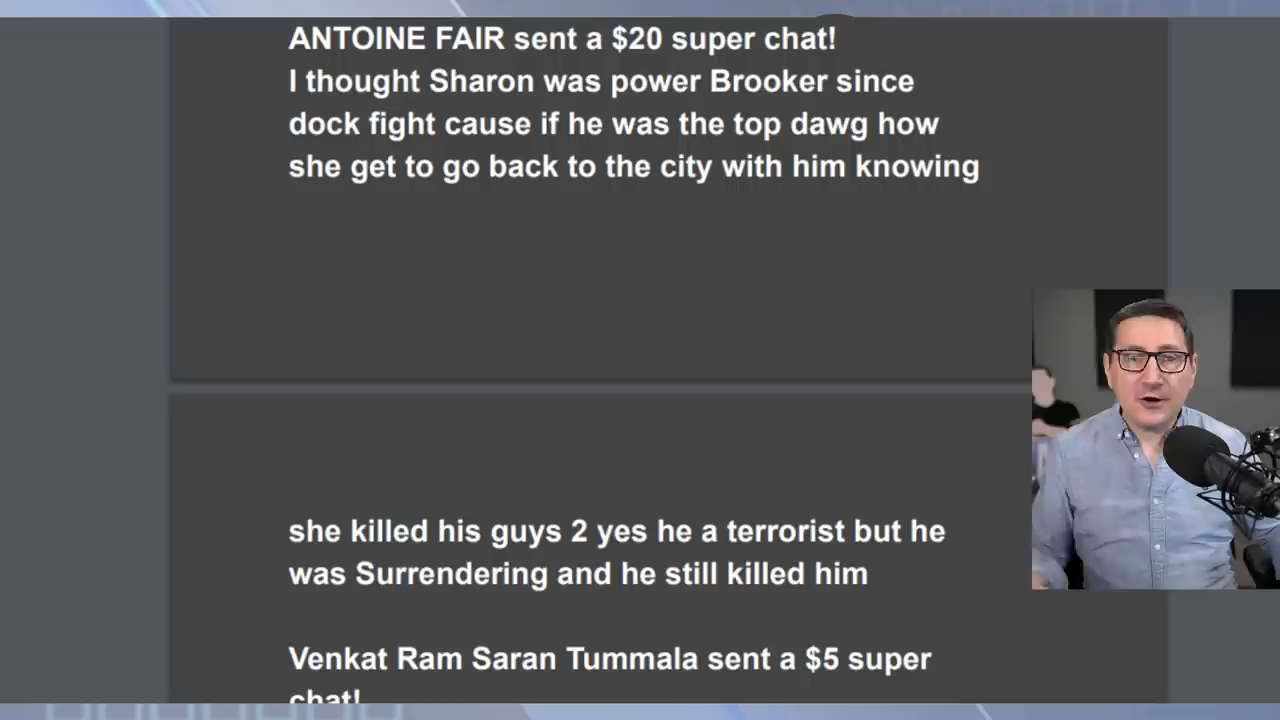 ANTOINE FAIR sent a $20 super chat!
I thought Sharon was power Brooker since
dock fight cause if he was the top dawg how
she get to go back to the city with him knowing
she killed his guys 2 yes he a terrorist but he
was Surrendering and he still killed him
Venkat Ram Saran Tummala sent a $5 super
chat!